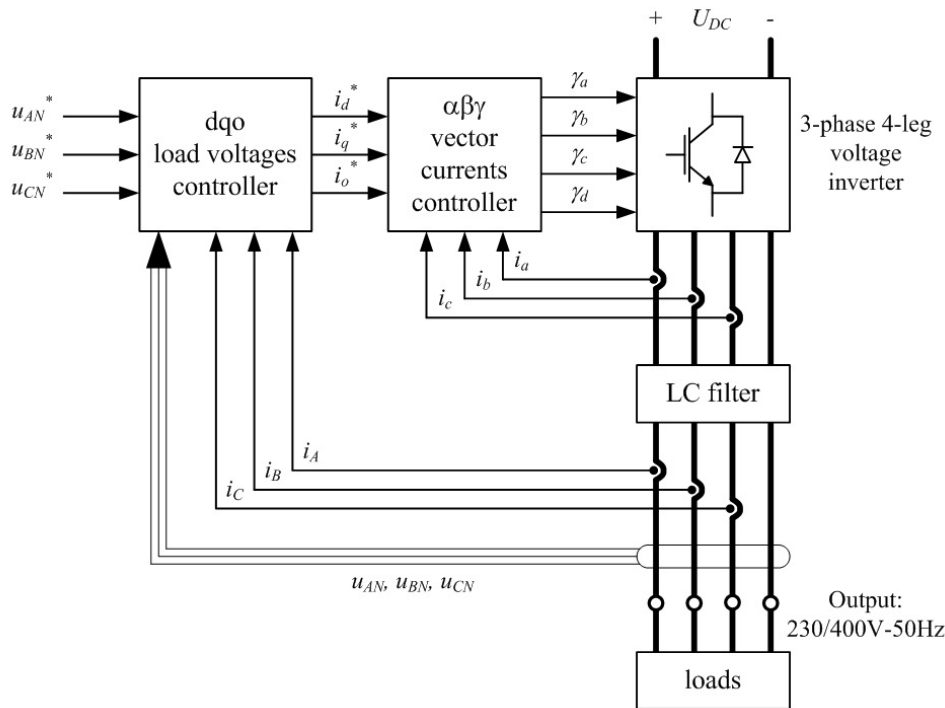 + U_DC -
u_AN*
u_BN*
u_CN*
dqo
load voltages
controller
i_d*
i_q*
i_o*
αβγ
vector
currents
controller
γ_a
γ_b
γ_c
γ_d
3-phase 4-leg
voltage
inverter
i_a
i_b
i_c
LC filter
i_A
i_B
i_C
u_AN, u_BN, u_CN
Output:
230/400V-50Hz
loads